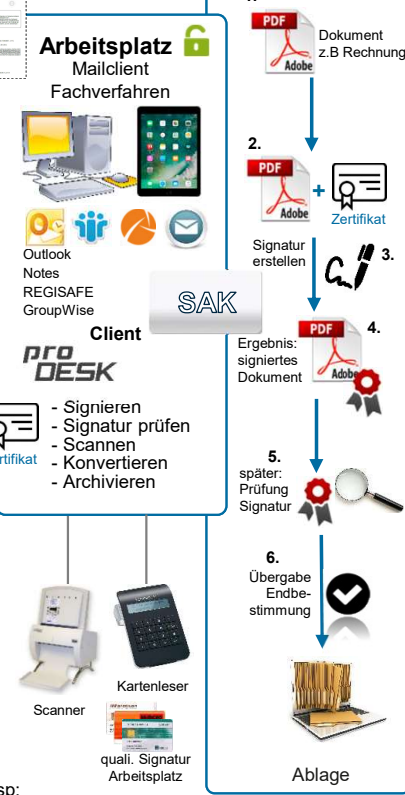 Arbeitsplatz
Mailclient
Fachverfahren
Outlook
Notes
REGISAFE
GroupWise
SAK
Client
pro
DESK
- Signieren
- Signatur prüfen
- Scannen
- Konvertieren
- Archivieren
Scanner
Kartenleser
quali. Signatur
Arbeitsplatz
PDF
Adobe
Dokument
z.B Rechnung
2.
PDF
Adobe
+
Zertifikat
Signatur
erstellen
3.
4.
PDF
Adobe
Ergebnis:
signiertes
Dokument
5.
später:
Prüfung
Signatur
6.
Übergabe
Endbe-
stimmung
Ablage